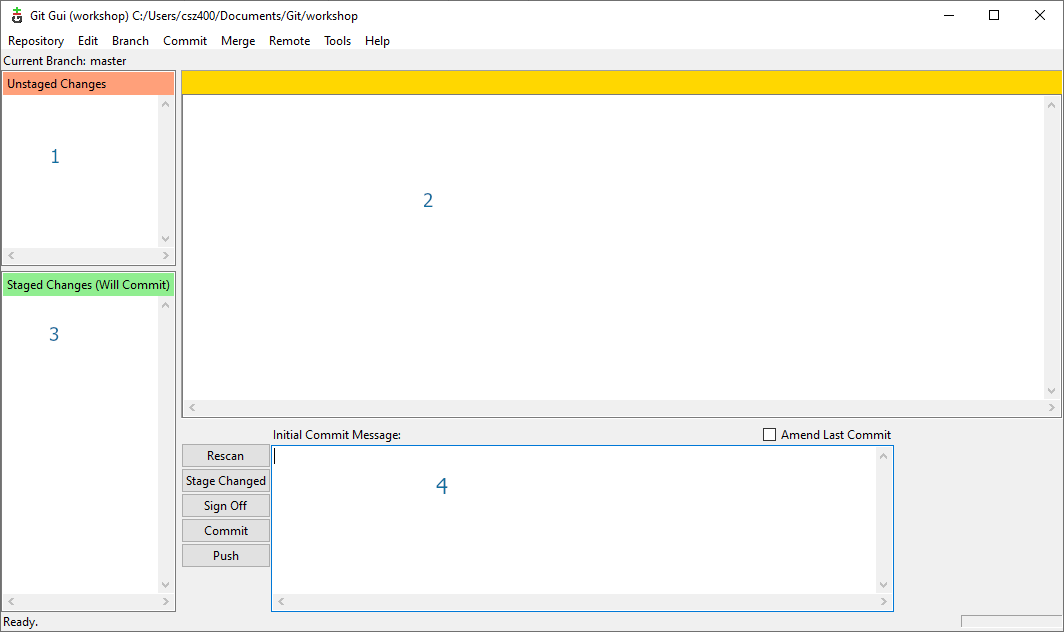 Git Gui (workshop) C:/Users/csz400/Documents/Git/workshop
Repository Edit Branch Commit Merge Remote Tools Help
Current Branch: master
Unstaged Changes
1
2
Staged Changes (Will Commit)
3
Initial Commit Message:
Amend Last Commit
Rescan
Stage Changed
Sign Off
Commit
Push
4
Ready.